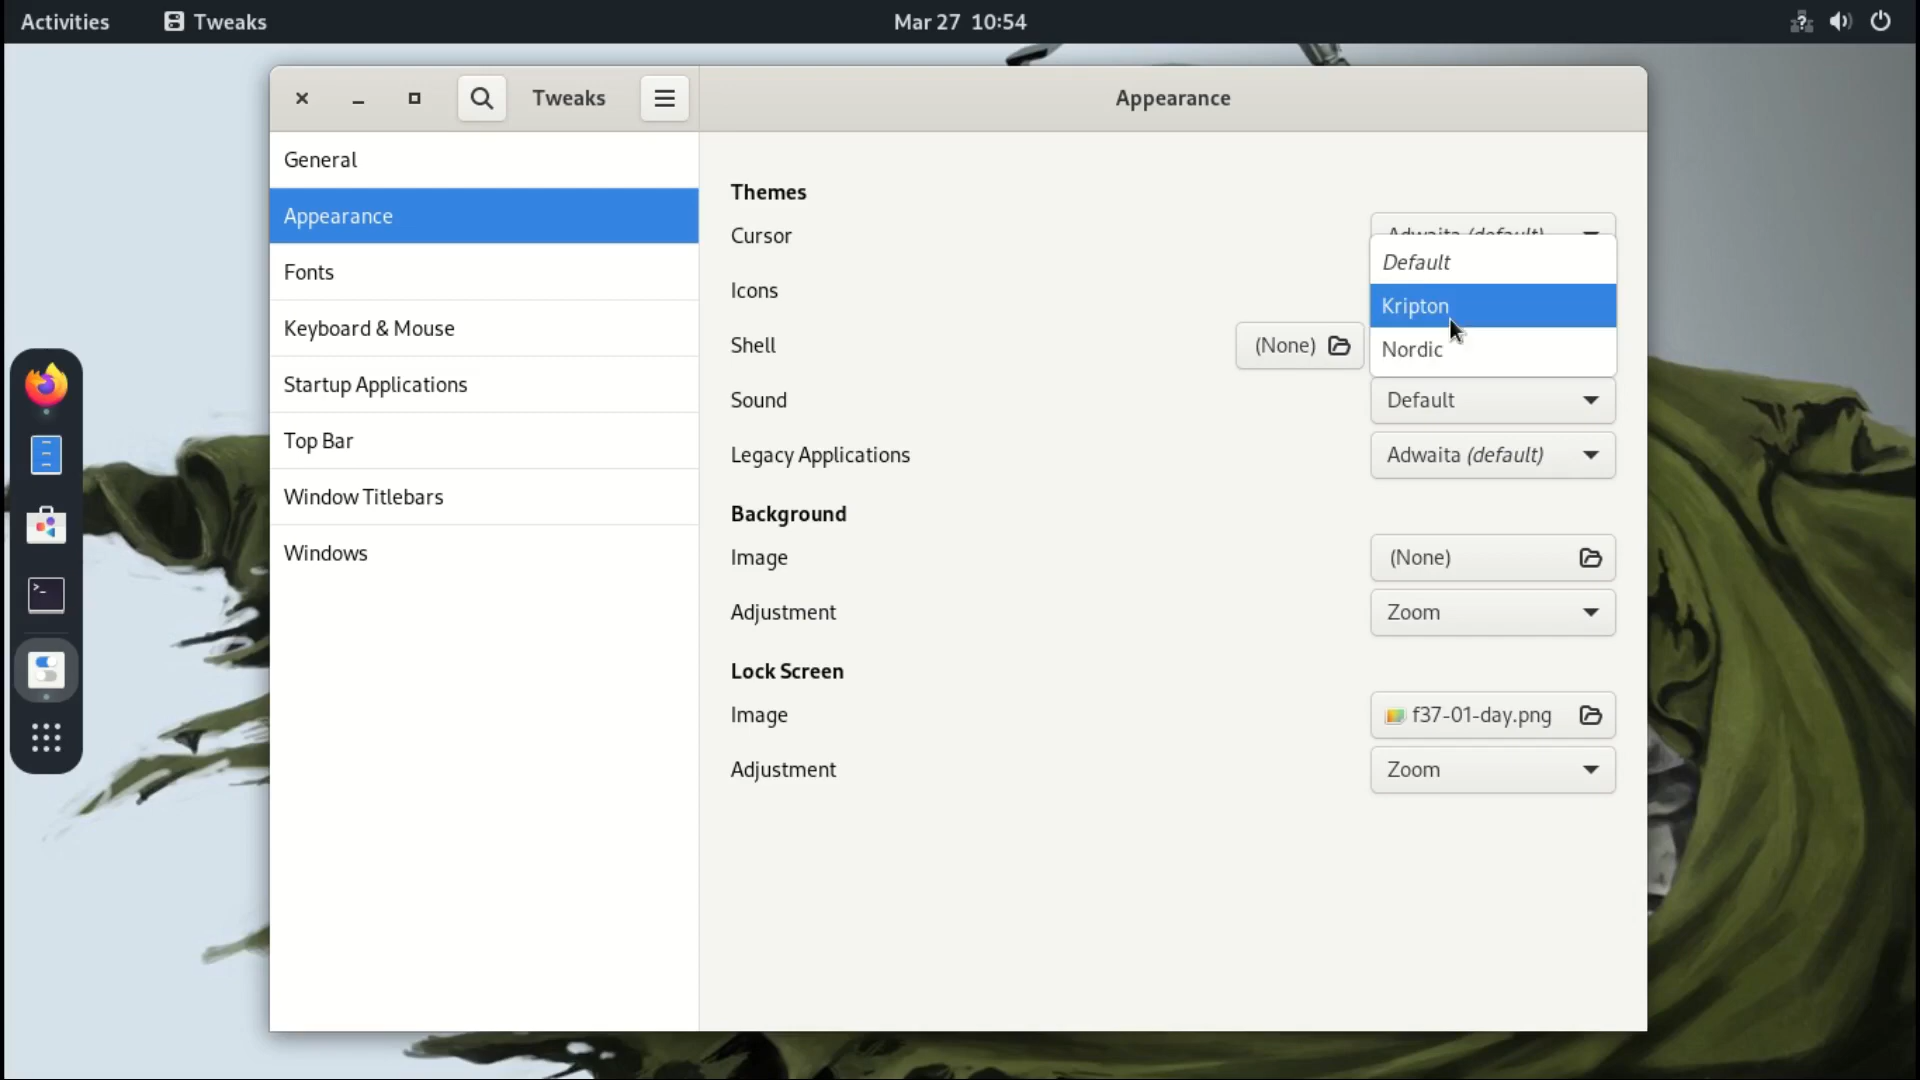 Activities Tweaks Mar 27 10:54
Tweaks Appearance
General
Appearance
Fonts
Keyboard & Mouse
Startup Applications
Top Bar
Window Titlebars
Windows
Themes
Cursor Adwaita (default)
Default
Icons
Kripton
Shell (None)
Nordic
Sound Default
Legacy Applications Adwaita (default)
Background
Image (None)
Adjustment Zoom
Lock Screen
Image f37-01-day.png
Adjustment Zoom